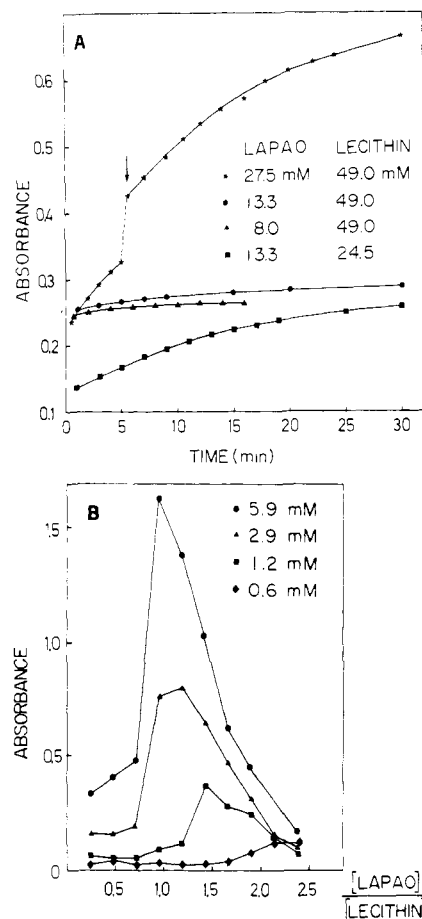 A
ABSORBANCE
0.6
0.5
0.4
0.3
0.2
0.1
LAPAO LECITHIN
27.5 mM 49.0 mM
13.3 49.0
8.0 49.0
13.3 24.5
0 5 10 15 20 25 30
TIME (min)
B
5.9 mM
2.9 mM
1.2 mM
0.6 mM
ABSORBANCE
1.5
1.0
0.5
0
0.5 1.0 1.5 2.0 2.5
[LAPAO]
[LECITHIN]